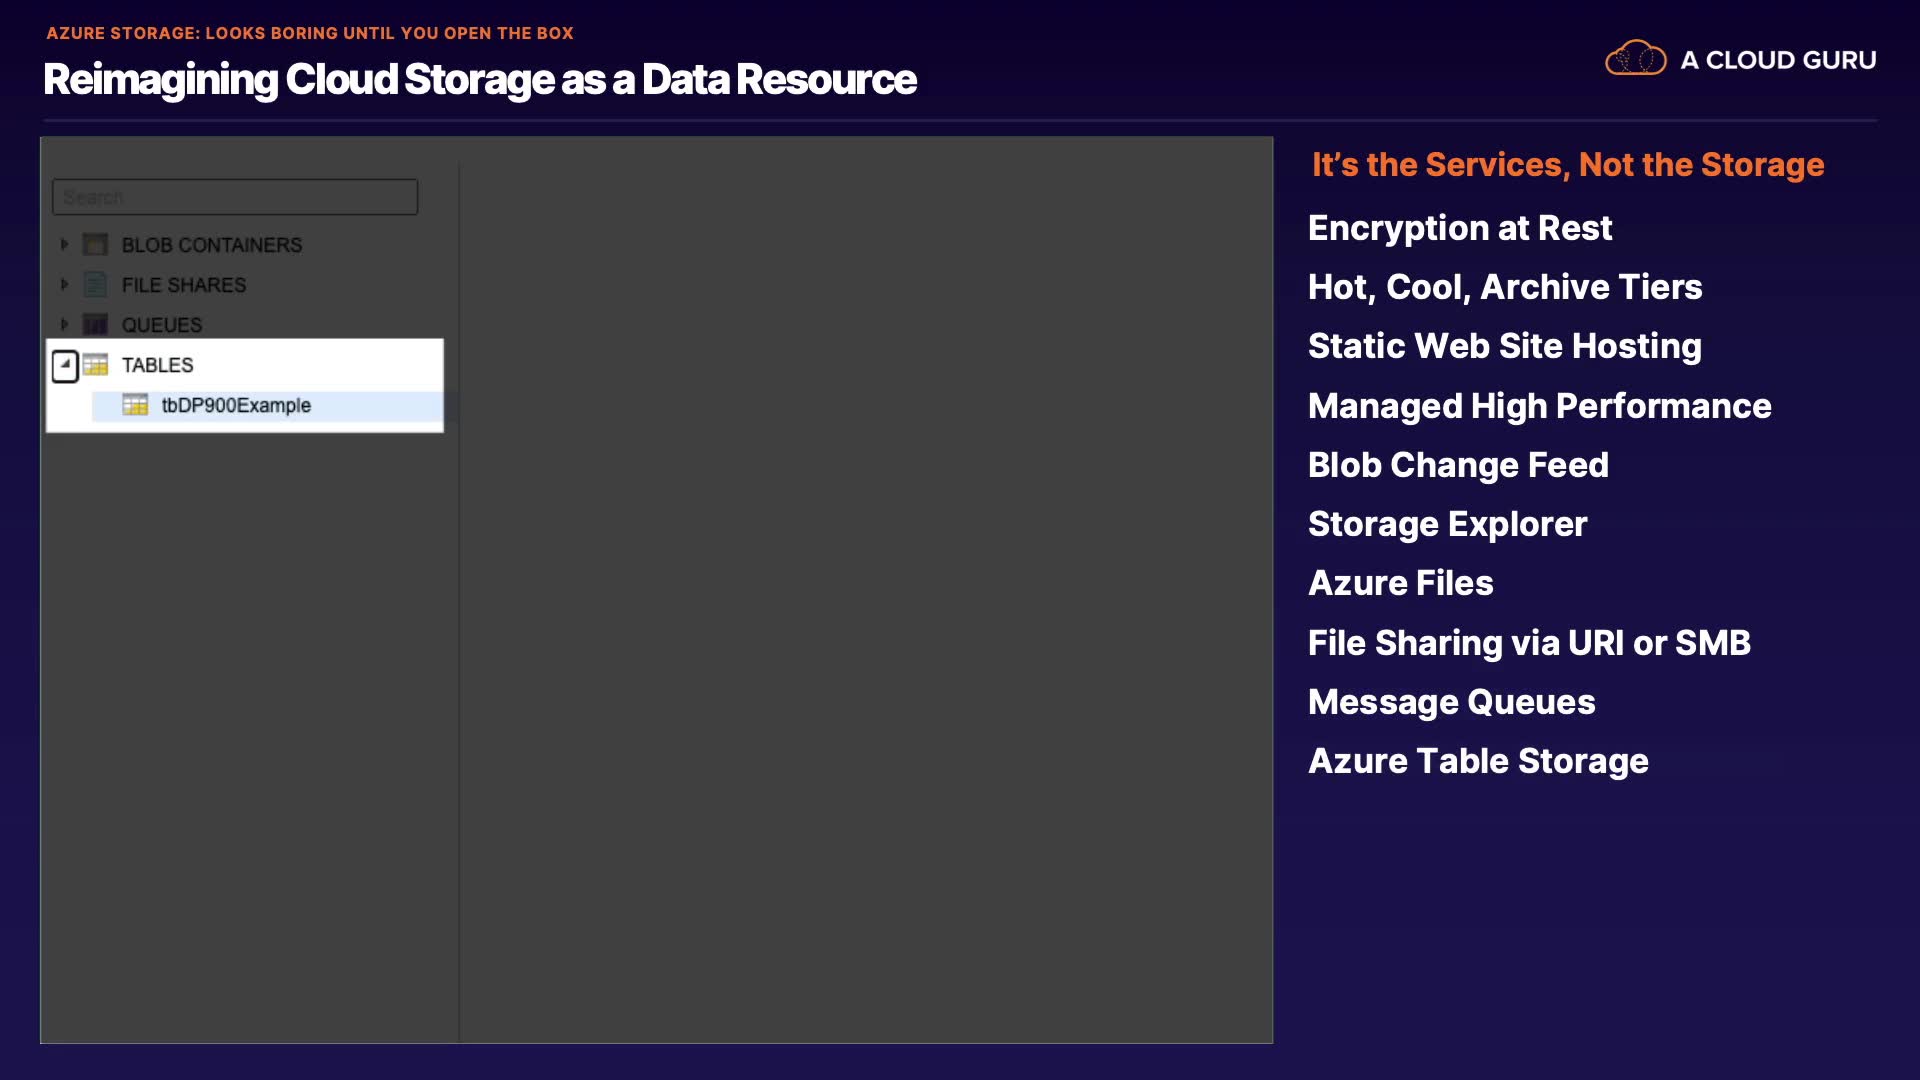 AZURE STORAGE: LOOKS BORING UNTIL YOU OPEN THE BOX
Reimagining Cloud Storage as a Data Resource
A CLOUD GURU
Search
BLOB CONTAINERS
FILE SHARES
QUEUES
TABLES
tbDP900Example
It’s the Services, Not the Storage
Encryption at Rest
Hot, Cool, Archive Tiers
Static Web Site Hosting
Managed High Performance
Blob Change Feed
Storage Explorer
Azure Files
File Sharing via URI or SMB
Message Queues
Azure Table Storage